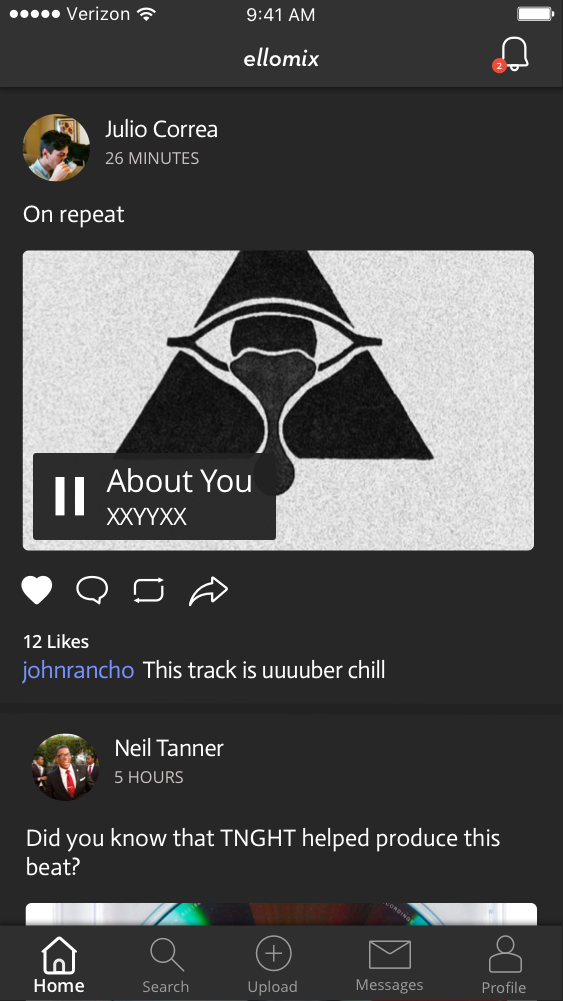 Verizon 9:41 AM
ellomix
2
Julio Correa
26 MINUTES
On repeat
About You
XXYYXX
12 Likes
johnrancho This track is uuuuber chill
Neil Tanner
5 HOURS
Did you know that TNGHT helped produce this
beat?
Home Search Upload Messages Profile